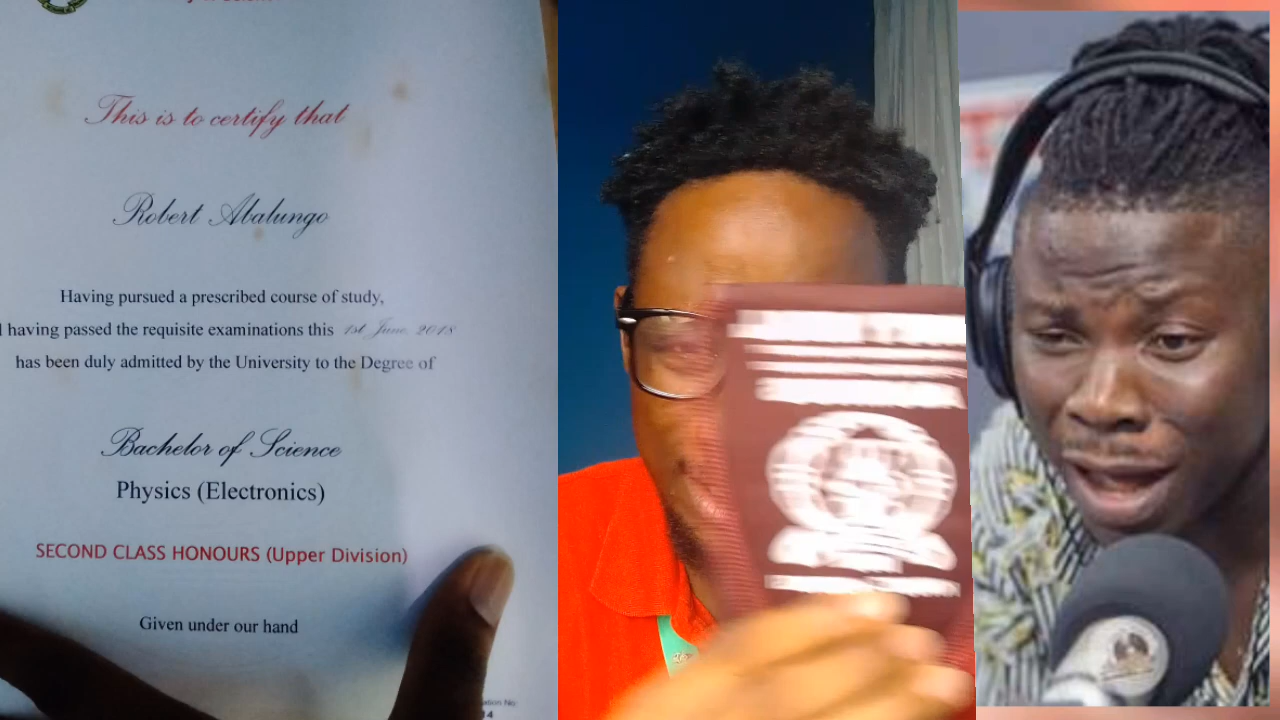 This is to certify that
Robert Abalungo
Having pursued a prescribed course of study,
having passed the requisite examinations this 1st June, 2018
has been duly admitted by the University to the Degree of
Bachelor of Science
Physics (Electronics)
SECOND CLASS HONOURS (Upper Division)
Given under our hand
No
14